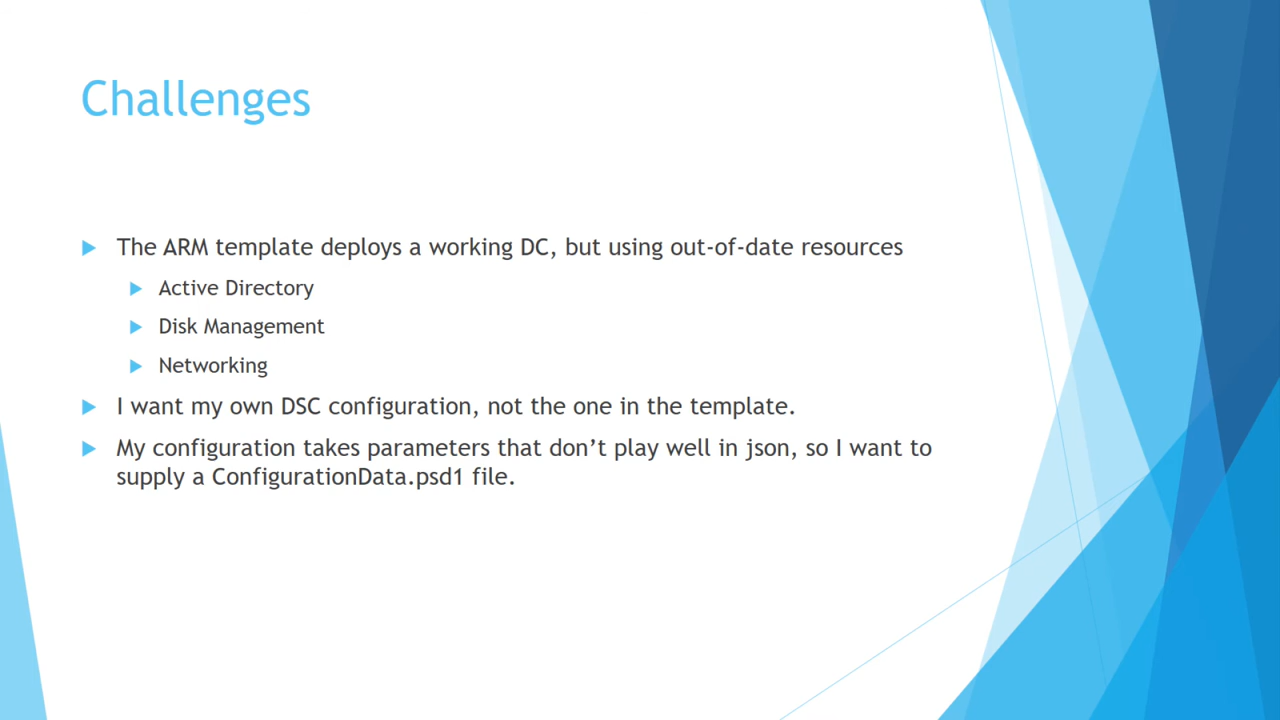 Challenges
The ARM template deploys a working DC, but using out-of-date resources
Active Directory
Disk Management
Networking
I want my own DSC configuration, not the one in the template.
My configuration takes parameters that don’t play well in json, so I want to
supply a ConfigurationData.psd1 file.